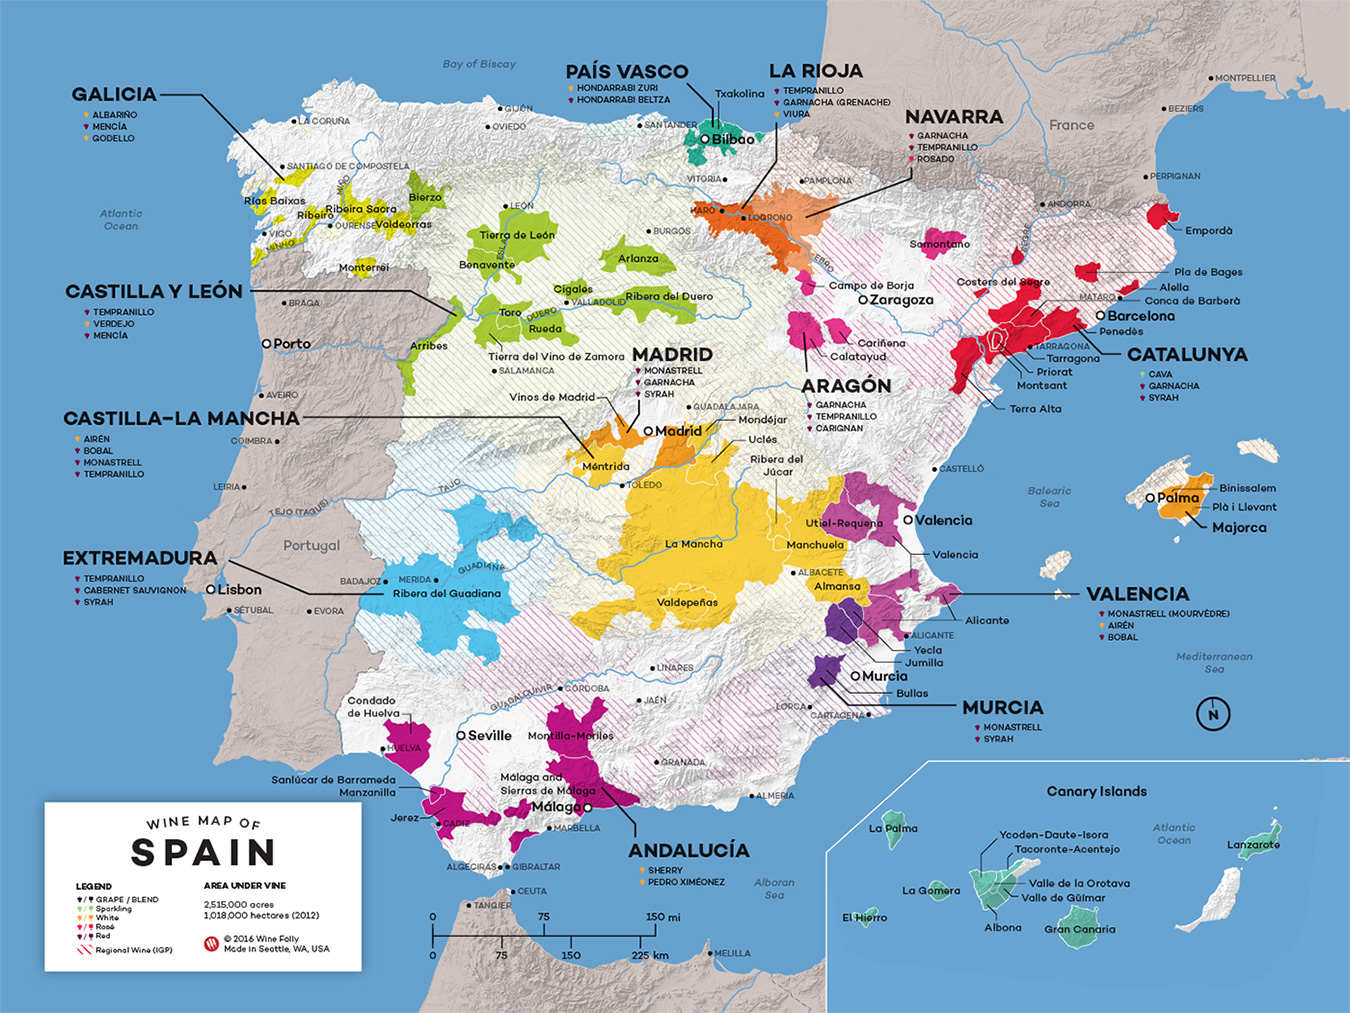 Bay of Biscay
PAÍS VASCO
HONDARRABI ZURI
HONDARRABI BELTZA
Txakolina
LA RIOJA
TEMPRANILLO
GARNACHA (GRENACHE)
VIURA
MONTPELLIER
GALICIA
ALBARIÑO
MENCÍA
GODELLO
GIJÓN
LA CORUÑA
OVIEDO
SANTANDER
Bilbao
NAVARRA
GARNACHA
TEMPRANILLO
ROSADO
France
BEZIERS
SANTIAGO DE COMPOSTELA
VITORIA
PAMPLONA
PERPIGNAN
MIÑO
Rías Baixas
Ribeira Sacra
Ribeiro
Bierzo
OURENSE
Valdeorras
LEÓN
HARO
LOGRONO
ANDORRA
Atlantic
Ocean
VIGO
MINHO
Tierra de León
BURGOS
Somontano
SEGRE
Empordà
Monterrei
Benavente
ESLA
Arlanza
EBRO
Pla de Bages
CASTILLA Y LEÓN
TEMPRANILLO
VERDEJO
MENCÍA
BRAGA
Cigales
VALLADOLID
Ribera del Duero
Campo de Borja
Zaragoza
Costers del Segre
MATARO
Alella
Conca de Barberà
Barcelona
Toro
DUERO
Rueda
Penedès
Porto
Arribes
Tierra del Vino de Zamora
SALAMANCA
MADRID
MONASTRELL
GARNACHA
SYRAH
Cariñena
Calatayud
TARRAGONA
Tarragona
Priorat
Montsant
CATALUNYA
CAVA
GARNACHA
SYRAH
ARAGÓN
GARNACHA
TEMPRANILLO
CARIGNAN
Terra Alta
AVEIRO
Vinos de Madrid
GUADALAJARA
Mondéjar
CASTILLA-LA MANCHA
AIRÉN
BOBAL
MONASTRELL
TEMPRANILLO
COIMBRA
Madrid
Uclés
Méntrida
Ribera del
Júcar
CASTELLÓ
LEIRIA
TAJO
TOLEDO
TEJO (TAGUS)
Balearic
Sea
Palma
Binissalem
Plà i Llevant
Majorca
Utiel-Requena
Valencia
Portugal
La Mancha
Manchuela
Valencia
EXTREMADURA
TEMPRANILLO
CABERNET SAUVIGNON
SYRAH
BADAJOZ
MERIDA
GUADIANA
Ribera del Guadiana
ALBACETE
Almansa
Lisbon
SÉTUBAL
EVORA
Valdepeñas
VALENCIA
MONASTRELL (MOURVÈDRE)
AIRÉN
BOBAL
Alicante
ALICANTE
Yecla
Jumilla
Mediterranean
Sea
LINARES
Murcia
Bullas
GUADALQUIVIR
CÓRDOBA
JAÉN
LORCA
CARTAGENA
MURCIA
MONASTRELL
SYRAH
N
Condado
de Huelva
HUELVA
Seville
Montilla-Moriles
GRANADA
Sanlúcar de Barrameda
Manzanilla
Málaga and
Sierras de Málaga
Málaga
ALMERIA
Jerez
CADIZ
MARBELLA
ANDALUCÍA
SHERRY
PEDRO XIMÉONEZ
ALGECIRAS
GIBRALTAR
CEUTA
TANGIER
Alboran
Sea
MELILLA
0 75 150 mi
0 75 150 225 km
WINE MAP OF
SPAIN
LEGEND
GRAPE / BLEND
Sparkling
White
Rosé
Red
Regional Wine (IGP)
AREA UNDER VINE
2,515,000 acres
1,018,000 hectares (2012)
© 2016 Wine Folly
Made in Seattle, WA, USA
Canary Islands
La Palma
Ycoden-Daute-Isora
Tacoronte-Acentejo
Atlantic
Ocean
Lanzarote
La Gomera
Valle de la Orotava
Valle de Güímar
El Hierro
Albona
Gran Canaria